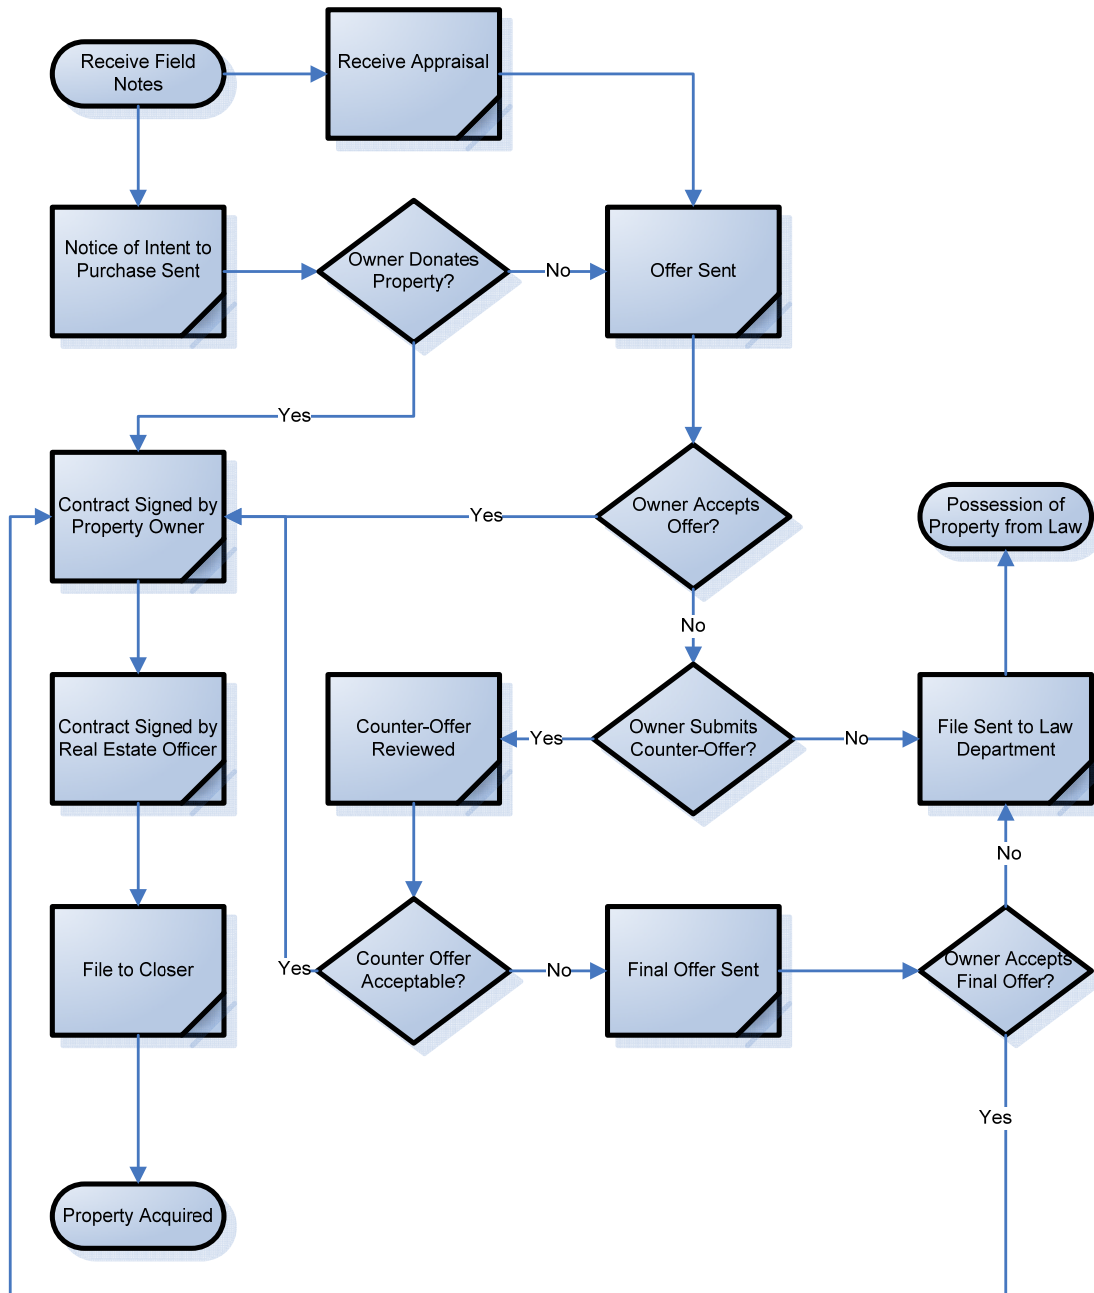 Receive Field
Notes
Receive Appraisal
Notice of Intent to
Purchase Sent
Owner Donates
Property?
No
Offer Sent
Yes
Contract Signed by
Property Owner
Yes
Owner Accepts
Offer?
Possession of
Property from Law
No
Contract Signed by
Real Estate Officer
Counter-Offer
Reviewed
Yes
Owner Submits
Counter-Offer?
No
File Sent to Law
Department
No
File to Closer
Yes
Counter Offer
Acceptable?
No
Final Offer Sent
Owner Accepts
Final Offer?
Yes
Property Acquired